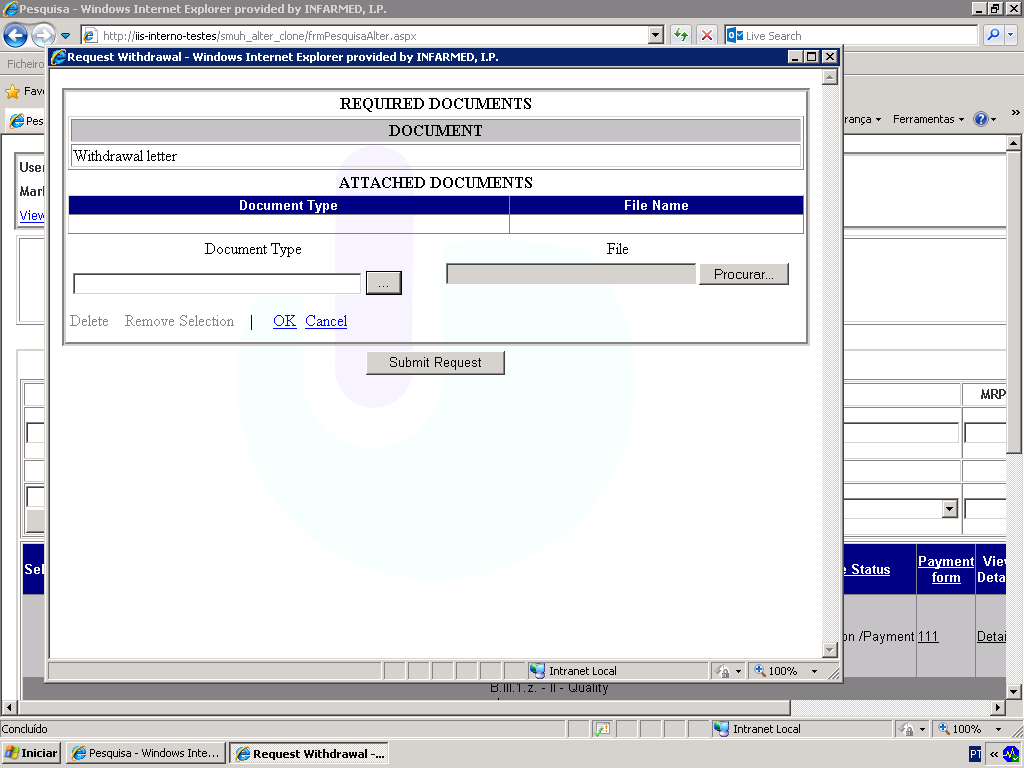 Pesquisa - Windows Internet Explorer provided by INFARMED, I.P.
http://iis-interno-testes/smuh_alter_clone/frmPesquisaAlter.aspx
Live Search
Ficheiro
Request Withdrawal - Windows Internet Explorer provided by INFARMED, I.P.
Fav
Pes
rança
Ferramentas
»
User
Mark
View
REQUIRED DOCUMENTS
DOCUMENT
Withdrawal letter
ATTACHED DOCUMENTS
Document Type File Name
Document Type File
... Procurar...
Delete Remove Selection | OK Cancel
Submit Request
MRP
Sel
e Status
Payment form
View
Deta
on /Payment 111 Detai
Intranet Local 100%
B.III.1.z. - II - Quality
Concluído Intranet Local 100%
Iniciar Pesquisa - Windows Inte... Request Withdrawal -... PT «